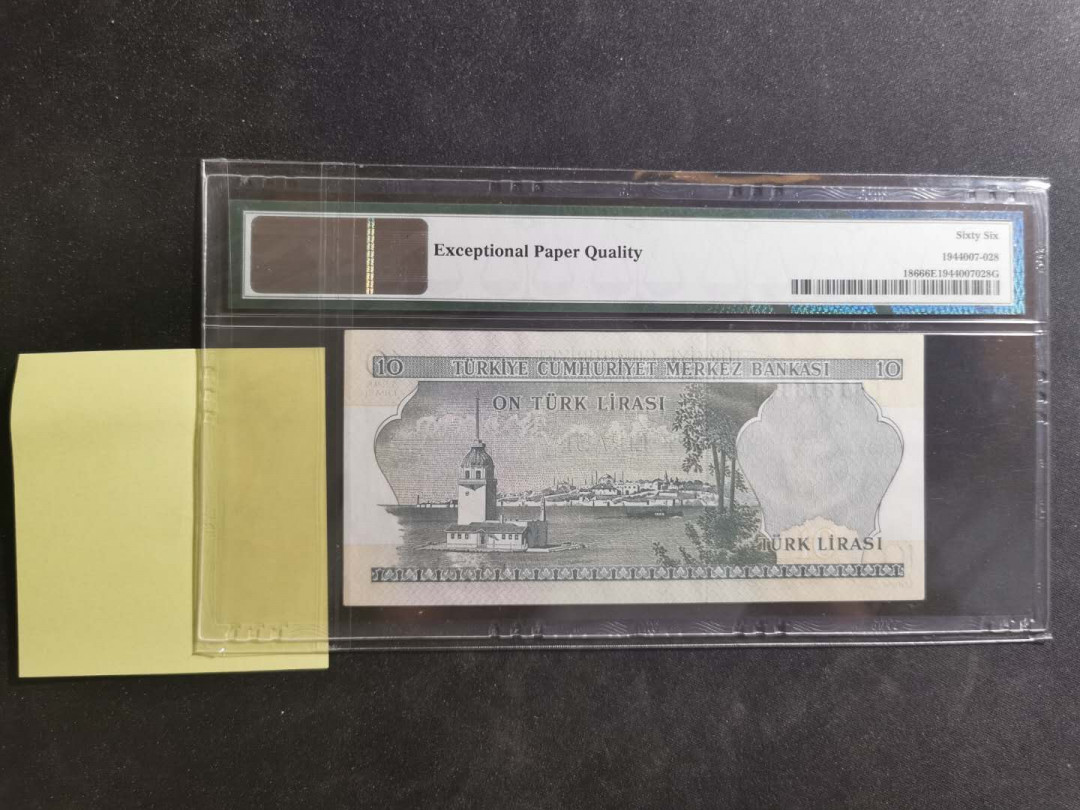 Exceptional Paper Quality
Sixty Six
1944007-028
18666E1944007028G
10 TÜRKİYE CUMHURİYET MERKEZ BANKASI 10
ON TÜRK LİRASI
TÜRK LİRASI